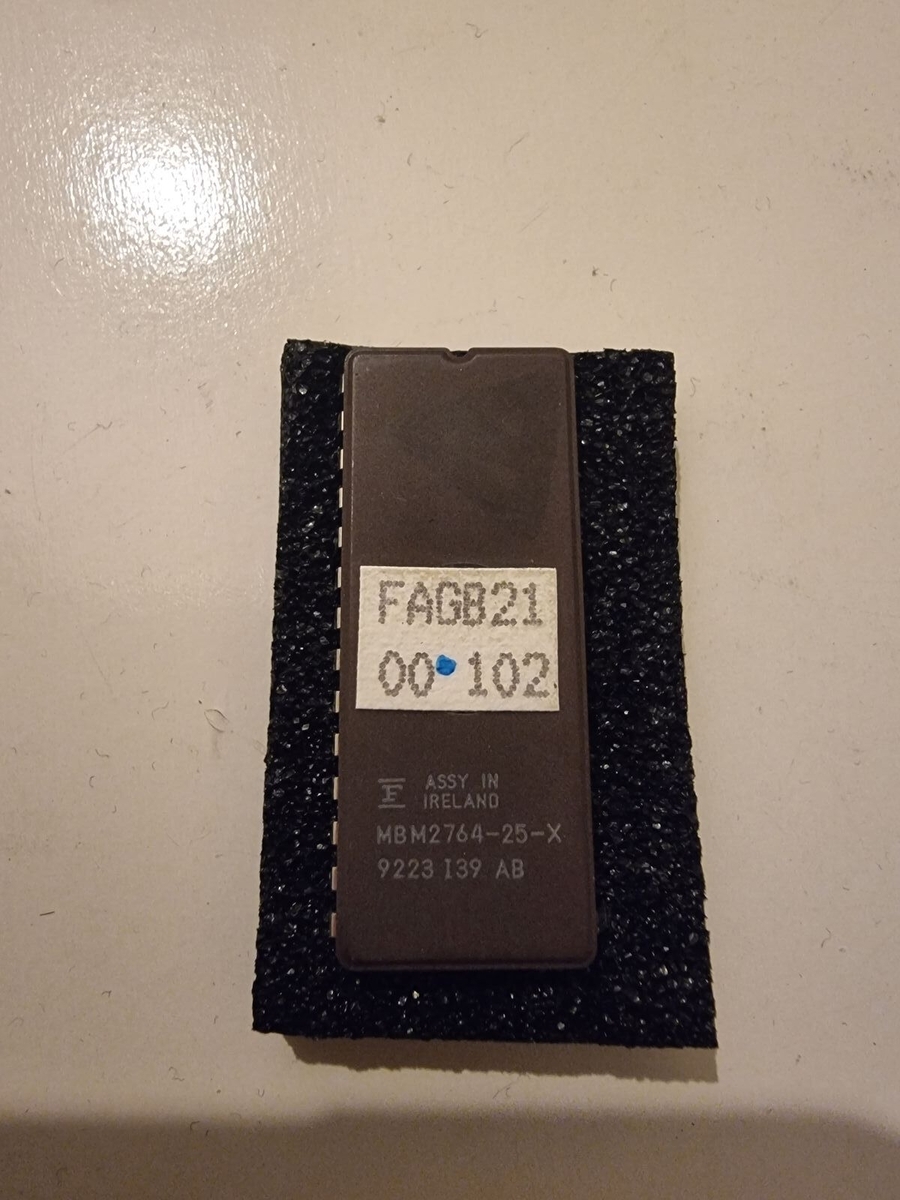 FAGB21
00 102
ASSY IN
IRELAND
MBM2764-25-X
9223 I39 AB